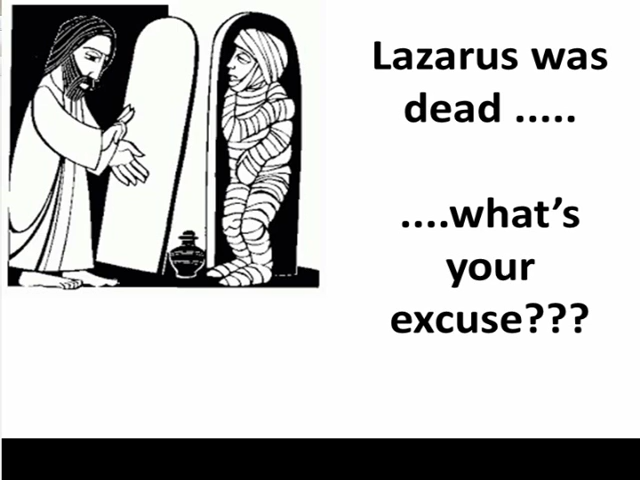 Lazarus was
dead .....
....what’s
your
excuse???